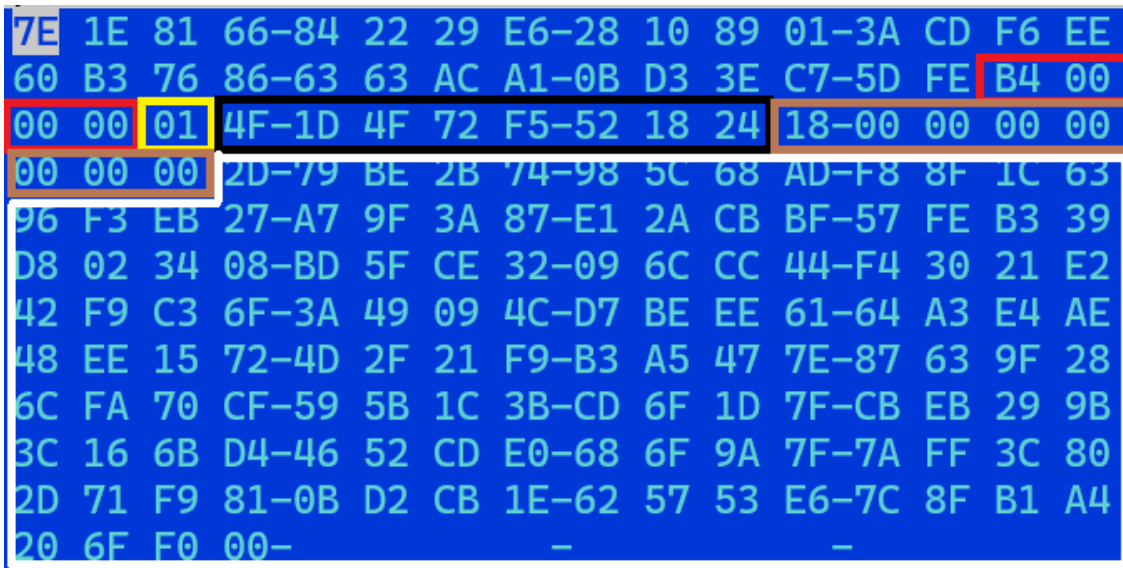 7E 1E 81 66-84 22 29 E6-28 10 89 01-3A CD F6 EE
60 B3 76 86-63 63 AC A1-0B D3 3E C7-5D FE B4 00
00 00 01 4F-1D 4F 72 F5-52 18 24 18-00 00 00 00
00 00 00 2D-79 BE 2B 74-98 5C 68 AD-F8 8F 1C 63
96 F3 EB 27-A7 9F 3A 87-E1 2A CB BF-57 FE B3 39
D8 02 34 08-BD 5F CE 32-09 6C CC 44-F4 30 21 E2
42 F9 C3 6F-3A 49 09 4C-D7 BE EE 61-64 A3 E4 AE
48 EE 15 72-4D 2F 21 F9-B3 A5 47 7E-87 63 9F 28
6C FA 70 CF-59 5B 1C 3B-CD 6F 1D 7F-CB EB 29 9B
3C 16 6B D4-46 52 CD E0-68 6F 9A 7F-7A FF 3C 80
2D 71 F9 81-0B D2 CB 1E-62 57 53 E6-7C 8F B1 A4
20 6F F0 00- - -